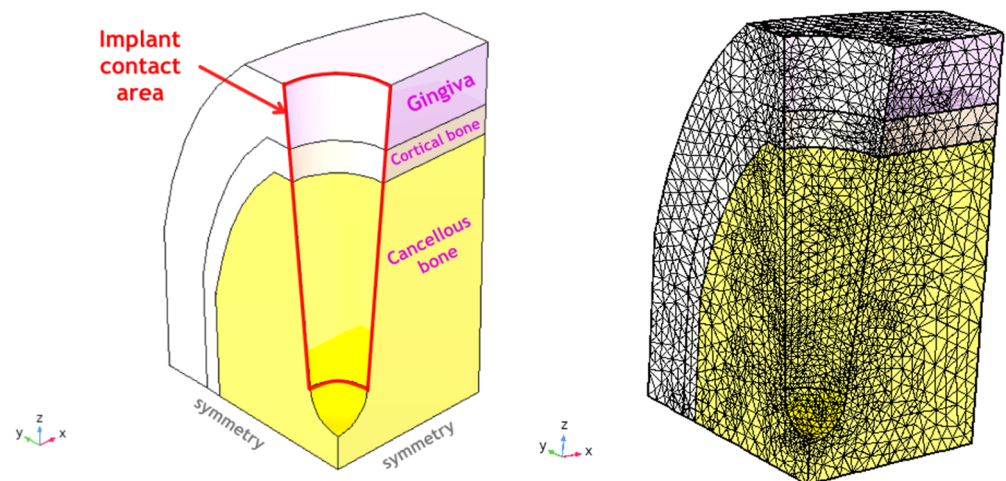 Implant
contact
area
Gingiva
Cortical bone
Cancellous
bone
symmetry
symmetry
z
y
x
z
y
x